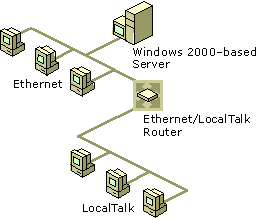 Windows 2000-based
Server
Ethernet
Ethernet/LocalTalk
Router
LocalTalk